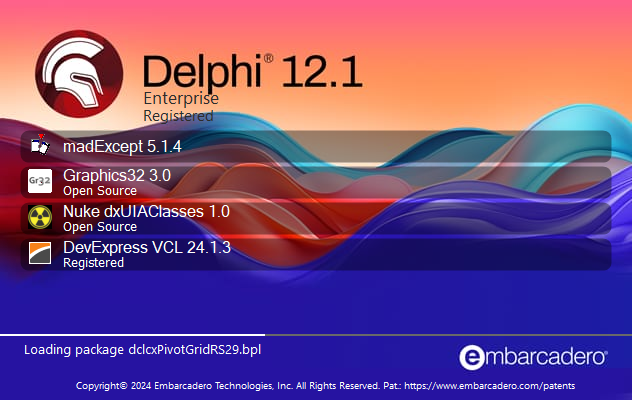 Delphi® 12.1
Enterprise
Registered
madExcept 5.1.4
Gr32
Graphics32 3.0
Open Source
Nuke dxUIAClasses 1.0
Open Source
DevExpress VCL 24.1.3
Registered
Loading package dclcxPivotGridRS29.bpl
embarcadero®
Copyright© 2024 Embarcadero Technologies, Inc. All Rights Reserved. Pat.: https://www.embarcadero.com/patents